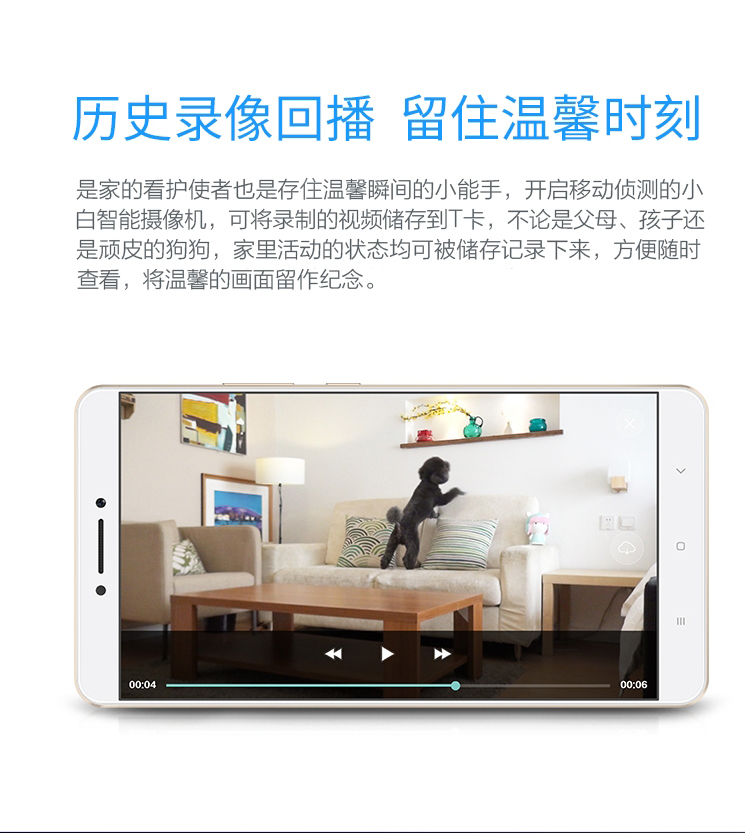 历史录像回播 留住温馨时刻
是家的看护使者也是存住温馨瞬间的小能手，开启移动侦测的小
白智能摄像机，可将录制的视频储存到T卡，不论是父母、孩子还
是顽皮的狗狗，家里活动的状态均可被储存记录下来，方便随时
查看，将温馨的画面留作纪念。
00:04 00:06